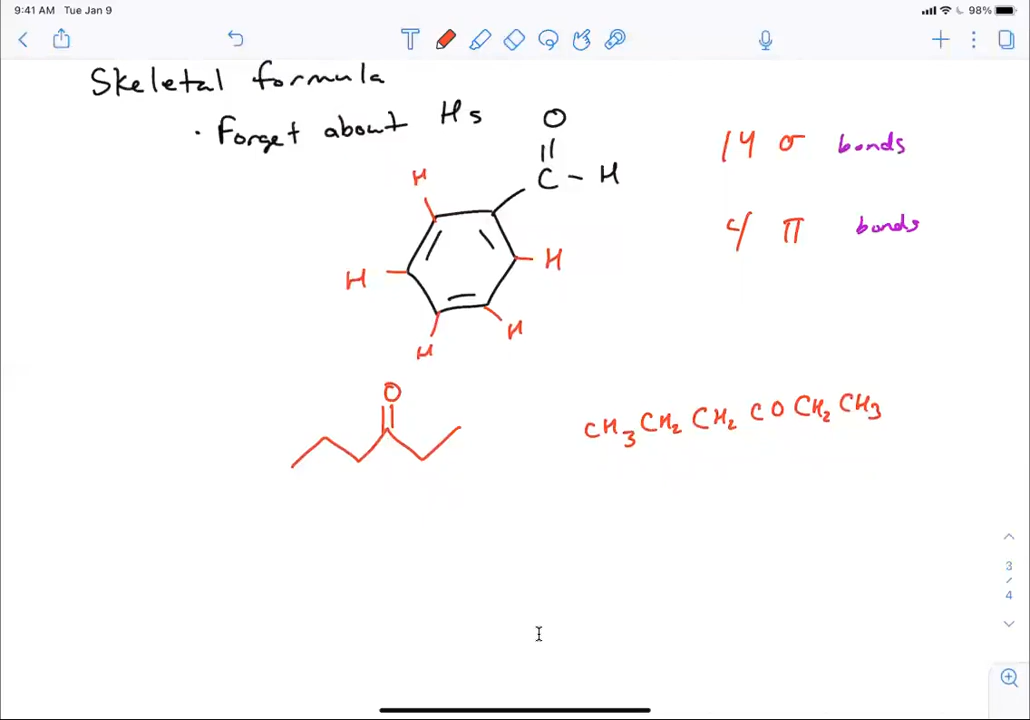 9:41 AM Tue Jan 9
98%
T
Skeletal formula
· Forget about Hs
O
C - H
H
H
H
H
H
14 σ bonds
4 π bonds
O
CH3CH2CH2COCH2CH3
3
/
4